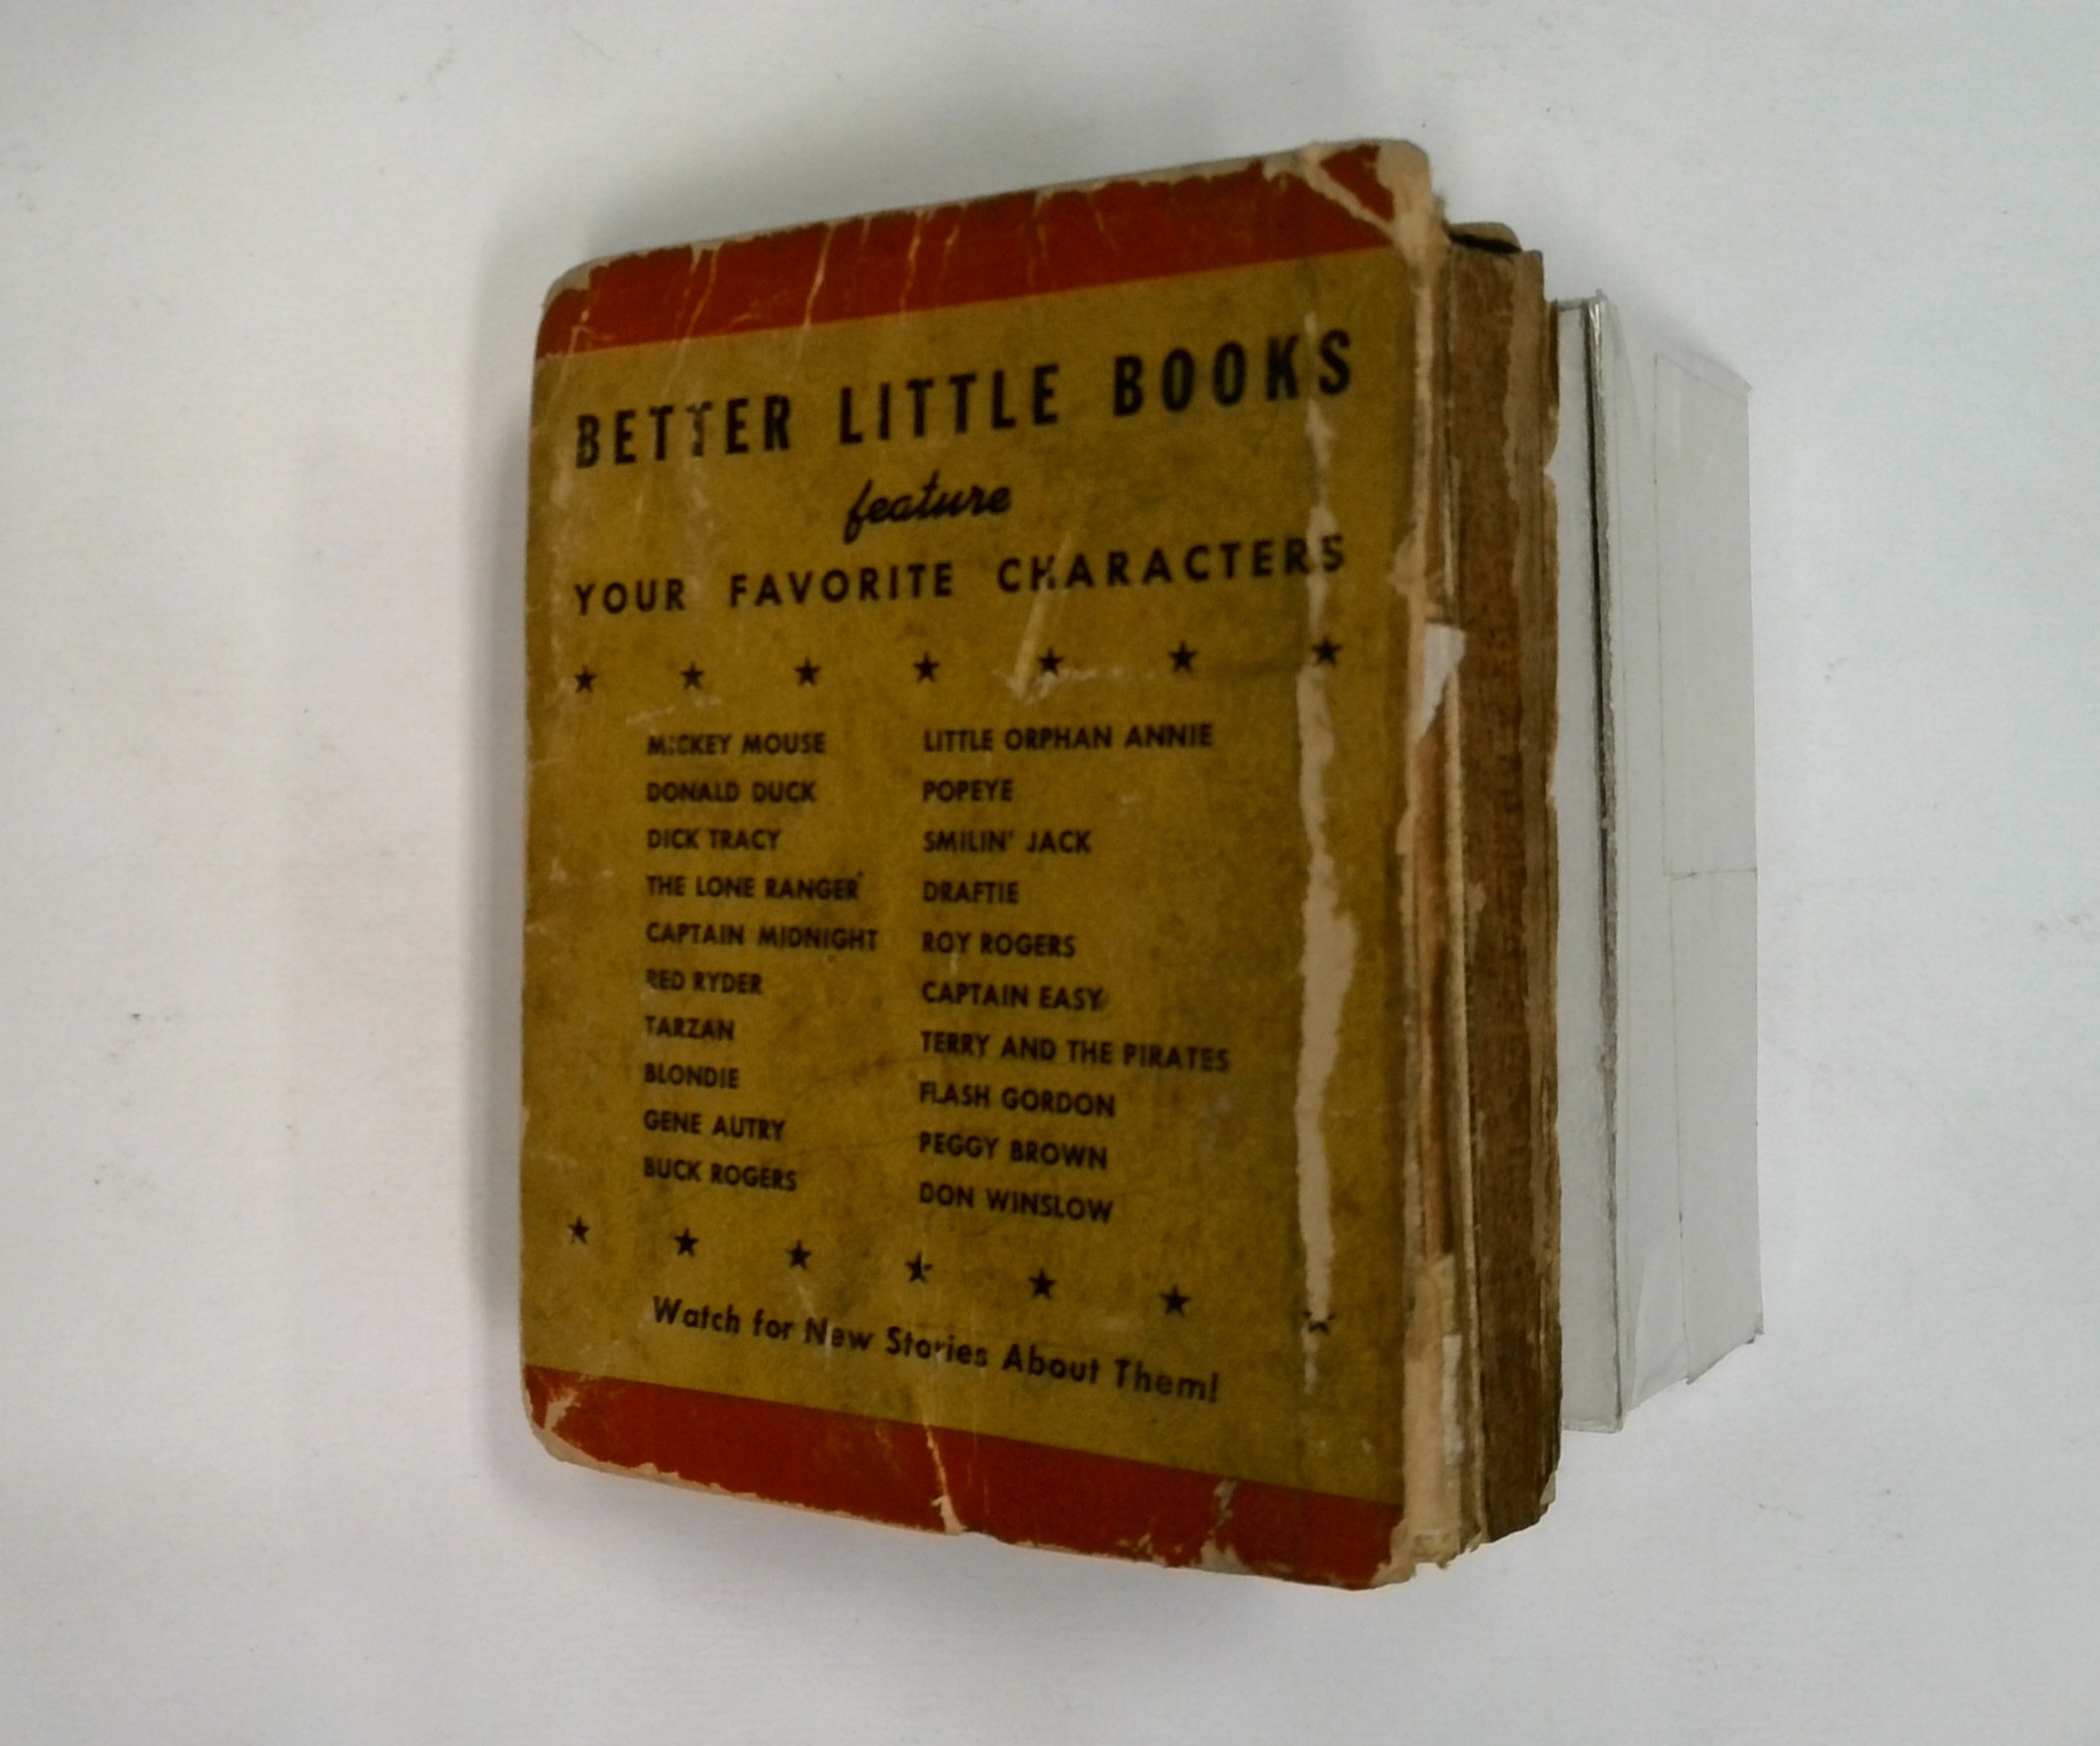 BETTER LITTLE BOOKS
feature
YOUR FAVORITE CHARACTERS
MICKEY MOUSE
DONALD DUCK
DICK TRACY
THE LONE RANGER
CAPTAIN MIDNIGHT
RED RYDER
TARZAN
BLONDIE
GENE AUTRY
BUCK ROGERS
LITTLE ORPHAN ANNIE
POPEYE
SMILIN' JACK
DRAFTIE
ROY ROGERS
CAPTAIN EASY
TERRY AND THE PIRATES
FLASH GORDON
PEGGY BROWN
DON WINSLOW
Watch for New Stories About Them!